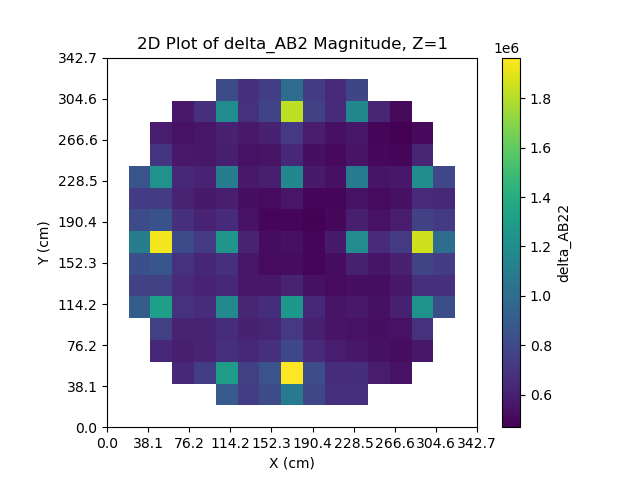 2D Plot of delta_AB2 Magnitude, Z=1
1e6
342.7
304.6
266.6
228.5
190.4
152.3
114.2
76.2
38.1
0.0
Y (cm)
0.0 38.1 76.2 114.2 152.3 190.4 228.5 266.6 304.6 342.7
X (cm)
1.8
1.6
1.4
1.2
1.0
0.8
0.6
delta_AB22